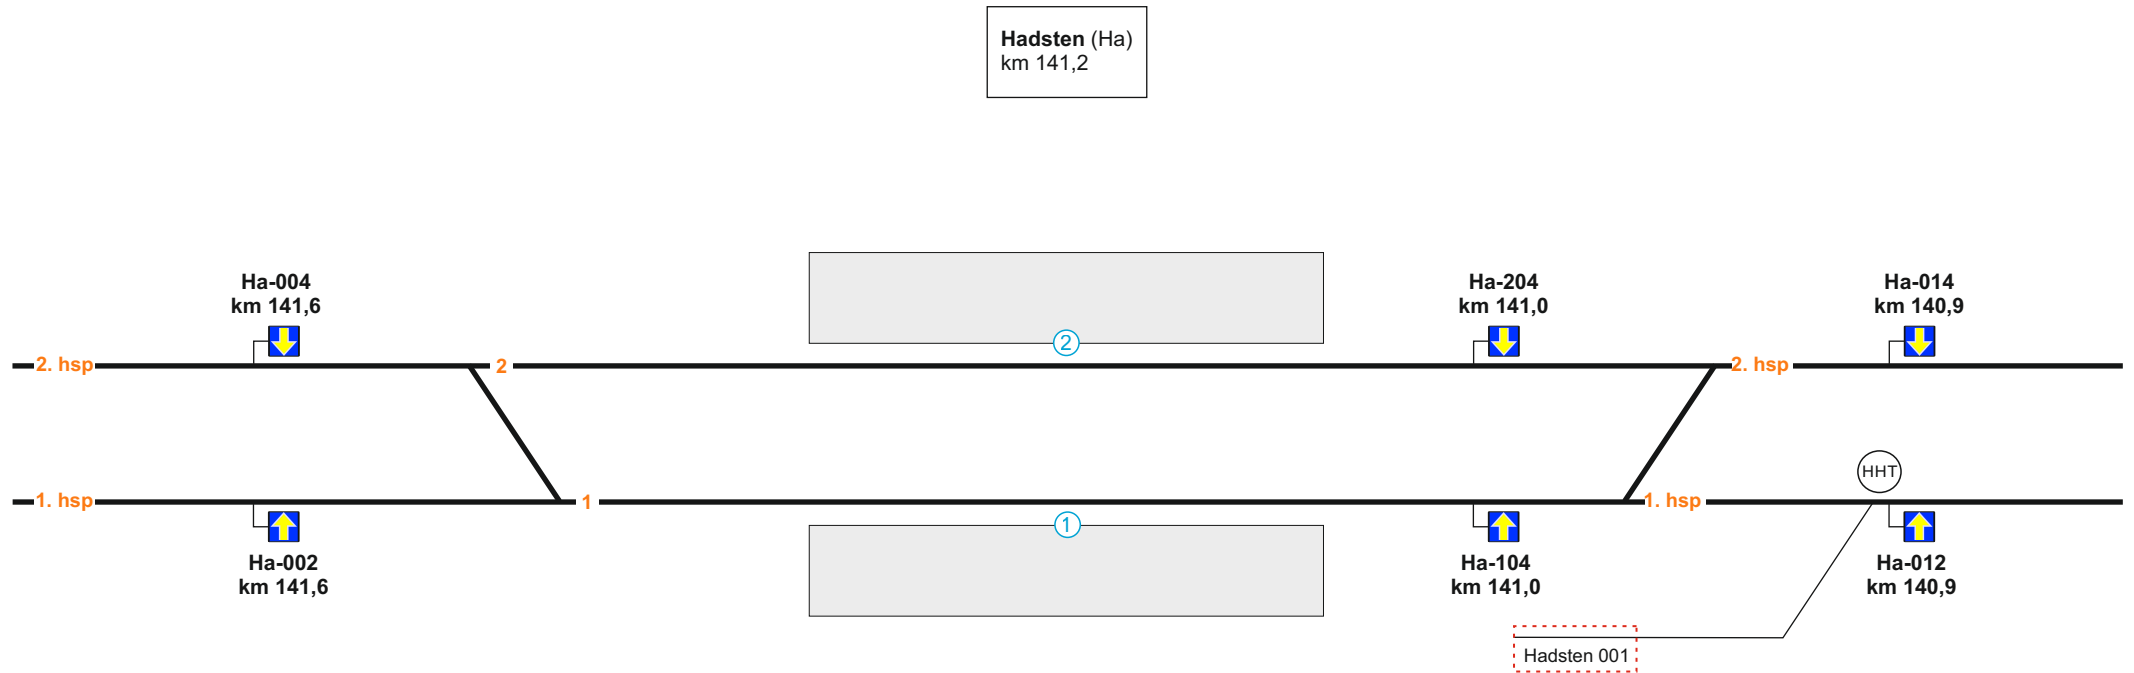 Hadsten (Ha)
km 141,2
Ha-004
km 141,6
Ha-204
km 141,0
Ha-014
km 140,9
2
2. hsp
2
2. hsp
HHT
1. hsp
1
1. hsp
1
Ha-002
km 141,6
Ha-104
km 141,0
Ha-012
km 140,9
Hadsten 001